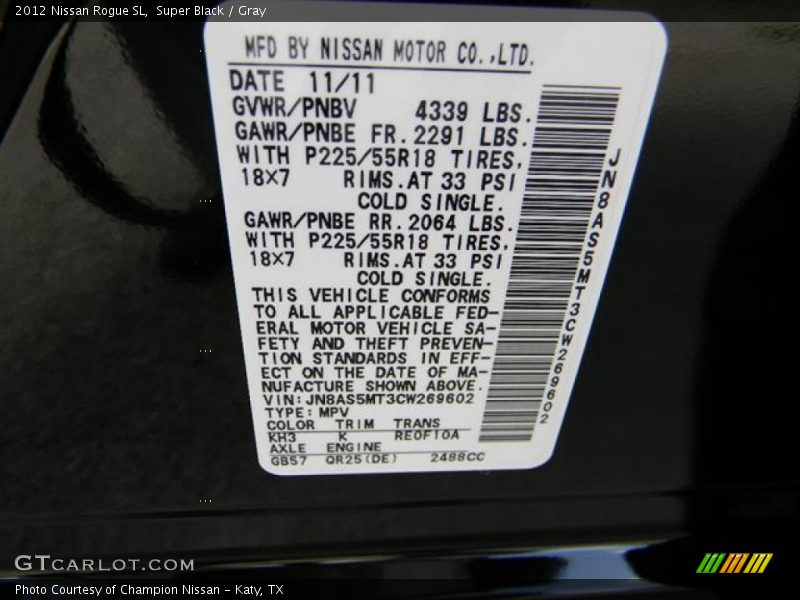 2012 Nissan Rogue SL,  Super Black / Gray
MFD BY NISSAN MOTOR CO.,LTD.
DATE 11/11
GVWR/PNBV 4339 LBS.
GAWR/PNBE FR.2291 LBS.
WITH P225/55R18 TIRES,
18×7 RIMS.AT 33 PSI
COLD SINGLE.
GAWR/PNBE RR.2064 LBS.
WITH P225/55R18 TIRES,
18×7 RIMS.AT 33 PSI
COLD SINGLE.
THIS VEHICLE CONFORMS
TO ALL APPLICABLE FED-
ERAL MOTOR VEHICLE SA-
FETY AND THEFT PREVEN-
TION STANDARDS IN EFF-
ECT ON THE DATE OF MA-
NUFACTURE SHOWN ABOVE.
VIN:JN8AS5MT3CW269602
TYPE:MPV
COLOR TRIM TRANS
KH3 K RE0F10A
AXLE ENGINE
GB57 QR25(DE) 2488CC
JN8AS5MT3CW269602
GTCARLOT.COM
Photo Courtesy of Champion Nissan - Katy, TX